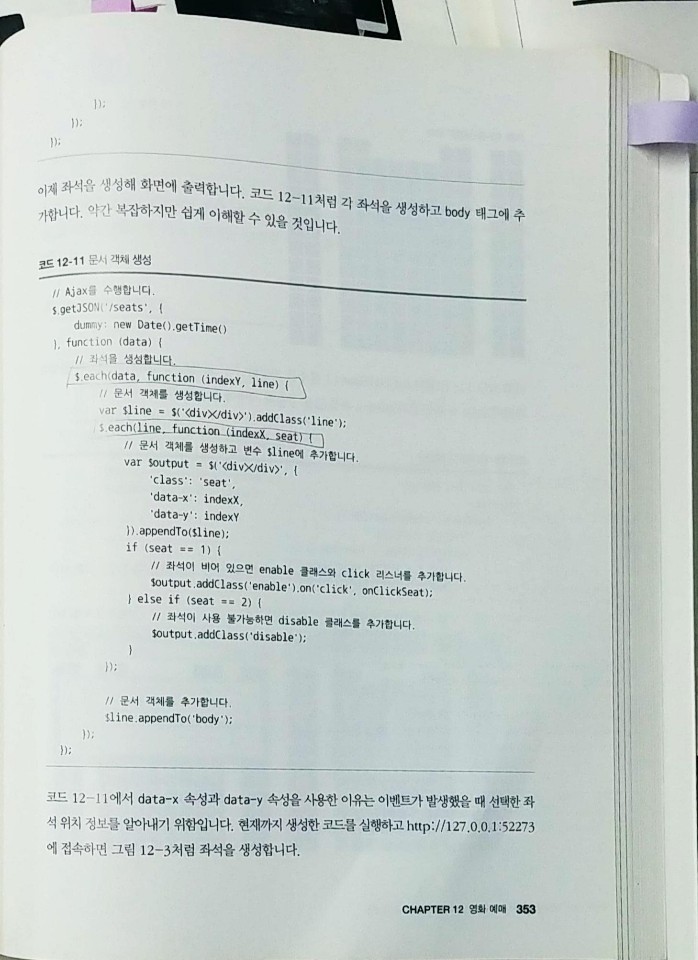 });
});
});
이제 좌석을 생성해 화면에 출력합니다. 코드 12-11처럼 각 좌석을 생성하고 body 태그에 추
가합니다. 약간 복잡하지만 쉽게 이해할 수 있을 것입니다.
코드 12-11 문서 객체 생성
// Ajax를 수행합니다.
$.getJSON('/seats', {
dummy: new Date().getTime()
}, function (data) {
// 좌석을 생성합니다.
$.each(data, function (indexY, line) {
// 문서 객체를 생성합니다.
var $line = $('<div></div>').addClass('line');
$.each(line, function (indexX, seat) {
// 문서 객체를 생성하고 변수 $line에 추가합니다.
var $output = $('<div></div>', {
'class': 'seat',
'data-x': indexX,
'data-y': indexY
}).appendTo($line);
if (seat == 1) {
// 좌석이 비어 있으면 enable 클래스와 click 리스너를 추가합니다.
$output.addClass('enable').on('click', onClickSeat);
} else if (seat == 2) {
// 좌석이 사용 불가능하면 disable 클래스를 추가합니다.
$output.addClass('disable');
}
});
// 문서 객체를 추가합니다.
$line.appendTo('body');
});
});
코드 12-11에서 data-x 속성과 data-y 속성을 사용한 이유는 이벤트가 발생했을 때 선택한 좌
석 위치 정보를 알아내기 위함입니다. 현재까지 생성한 코드를 실행하고 http://127.0.0.1:52273
에 접속하면 그림 12-3처럼 좌석을 생성합니다.
CHAPTER 12 영화 예매 353